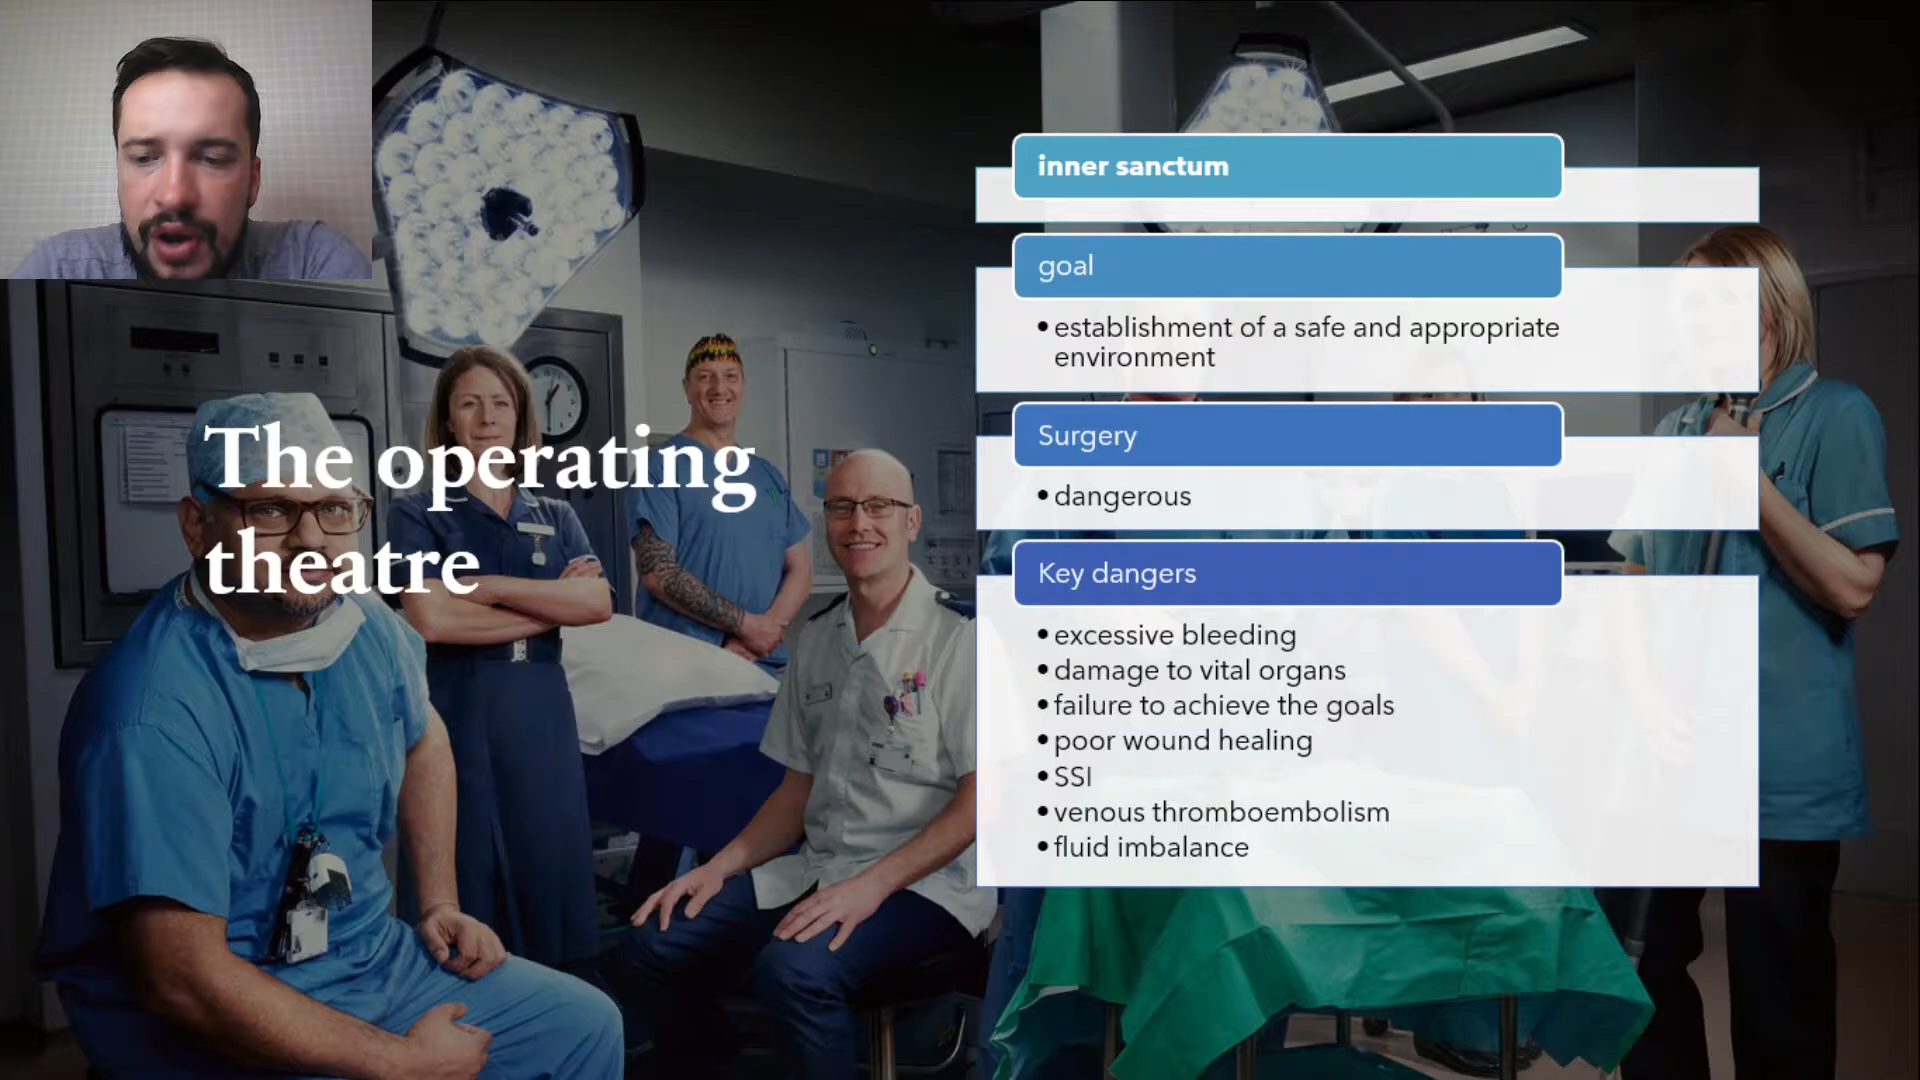 The operating
theatre
inner sanctum
goal
•establishment of a safe and appropriate
environment
Surgery
•dangerous
Key dangers
•excessive bleeding
•damage to vital organs
•failure to achieve the goals
•poor wound healing
•SSI
•venous thromboembolism
•fluid imbalance